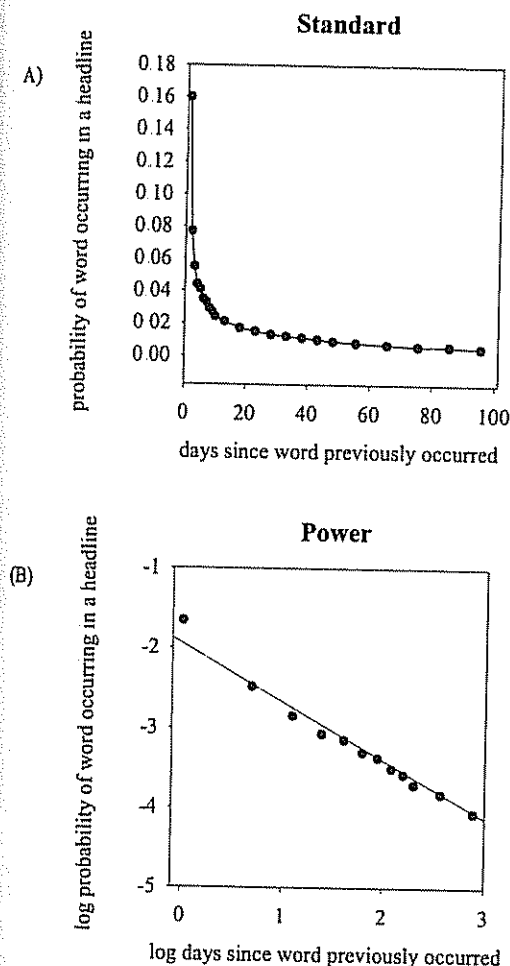 Standard
A)
probability of word occurring in a headline
0.18
0.16
0.14
0.12
0.10
0.08
0.06
0.04
0 02
0.00
0 20 40 60 80 100
days since word previously occurred
Power
(B)
log probability of word occurring in a headline
-1
-2
-3
-4
-5
0 1 2 3
log days since word previously occurred